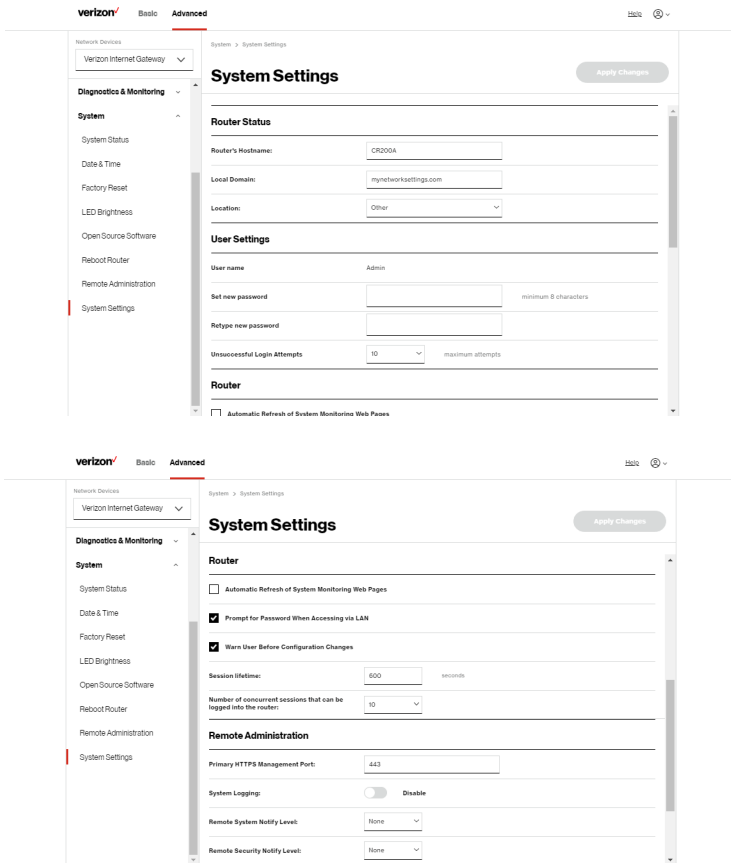 verizon✓ Basic Advanced Help
Network Devices
Verizon Internet Gateway
Diagnostics & Monitoring
System
System Status
Date & Time
Factory Reset
LED Brightness
Open Source Software
Reboot Router
Remote Administration
System Settings
System > System Settings
System Settings
Apply Changes
Router Status
Router's Hostname: CR200A
Local Domain: mynetworksettings.com
Location: Other
User Settings
User name Admin
Set new password minimum 8 characters
Retype new password
Unsuccessful Login Attempts 10 maximum attempts
Router
Automatic Refresh of System Monitoring Web Pages
verizon✓ Basic Advanced Help
Network Devices
Verizon Internet Gateway
Diagnostics & Monitoring
System
System Status
Date & Time
Factory Reset
LED Brightness
Open Source Software
Reboot Router
Remote Administration
System Settings
System > System Settings
System Settings
Apply Changes
Router
Automatic Refresh of System Monitoring Web Pages
Prompt for Password When Accessing via LAN
Warn User Before Configuration Changes
Session lifetime: 600 seconds
Number of concurrent sessions that can be
logged into the router: 10
Remote Administration
Primary HTTPS Management Port: 443
System Logging: Disable
Remote System Notify Level: None
Remote Security Notify Level: None